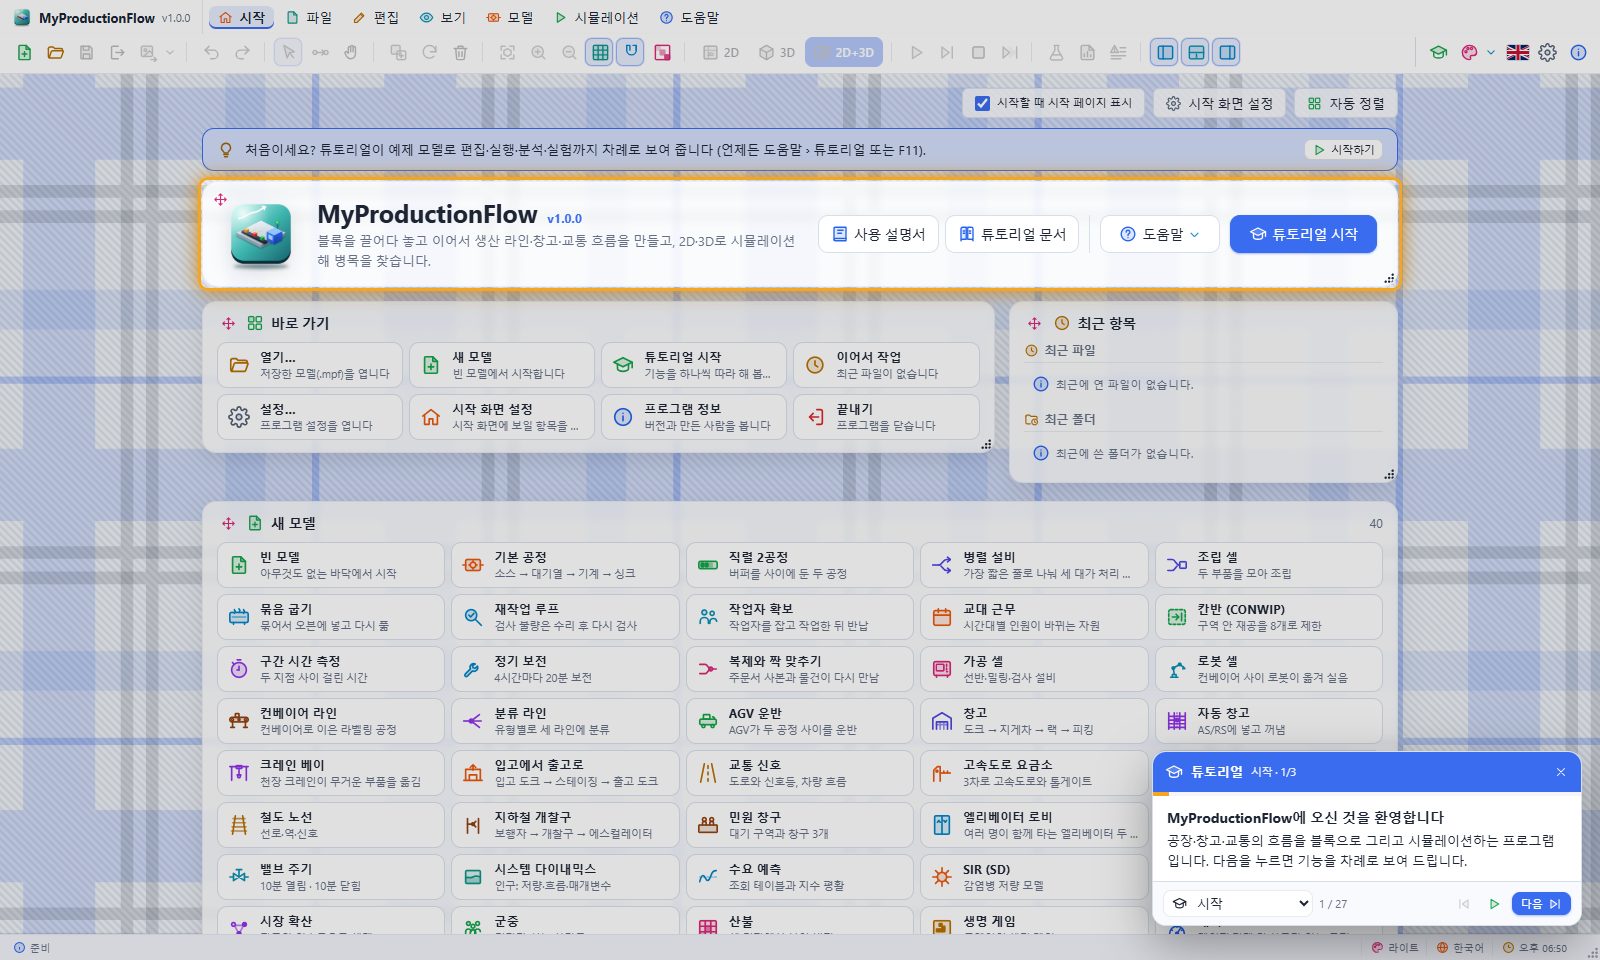 MyProductionFlow v1.0.0 시작 파일 편집 보기 모델 시뮬레이션 도움말
2D 3D 2D+3D
시작할 때 시작 페이지 표시 시작 화면 설정 자동 정렬
처음이세요? 튜토리얼이 예제 모델로 편집·실행·분석·실험까지 차례로 보여 줍니다 (언제든 도움말 › 튜토리얼 또는 F11). 시작하기
MyProductionFlow v1.0.0
블록을 끌어다 놓고 이어서 생산 라인·창고·교통 흐름을 만들고, 2D·3D로 시뮬레이션
해 병목을 찾습니다.
사용 설명서 튜토리얼 문서 도움말 튜토리얼 시작
바로 가기
열기... 새 모델 튜토리얼 시작 이어서 작업
저장한 모델(.mpf)을 엽니다 빈 모델에서 시작합니다 기능을 하나씩 따라 해 봅... 최근 파일이 없습니다
설정... 시작 화면 설정 프로그램 정보 끝내기
프로그램 설정을 엽니다 시작 화면에 보일 항목을 ... 버전과 만든 사람을 봅니다 프로그램을 닫습니다
최근 항목
최근 파일
최근에 연 파일이 없습니다.
최근 폴더
최근에 쓴 폴더가 없습니다.
새 모델 40
빈 모델 기본 공정 직렬 2공정 병렬 설비 조립 셀
아무것도 없는 바닥에서 시작 소스 → 대기열 → 기계 → 싱크 버퍼를 사이에 둔 두 공정 가장 짧은 줄로 나눠 세 대가 처리 ... 두 부품을 모아 조립
묶음 굽기 재작업 루프 작업자 확보 교대 근무 칸반 (CONWIP)
묶어서 오븐에 넣고 다시 풂 검사 불량은 수리 후 다시 검사 작업자를 잡고 작업한 뒤 반납 시간대별 인원이 바뀌는 자원 구역 안 재공을 8개로 제한
구간 시간 측정 정기 보전 복제와 짝 맞추기 가공 셀 로봇 셀
두 지점 사이 걸린 시간 4시간마다 20분 보전 주문서 사본과 물건이 다시 만남 선반·밀링·검사 설비 컨베이어 사이 로봇이 옮겨 실음
컨베이어 라인 분류 라인 AGV 운반 창고 자동 창고
컨베이어로 이은 라벨링 공정 유형별로 세 라인에 분류 AGV가 두 공정 사이를 운반 도크 → 지게차 → 랙 → 피킹 AS/RS에 넣고 꺼냄
크레인 베이 입고에서 출고로 교통 신호 고속도로 요금소
천장 크레인이 무거운 부품을 옮김 입고 도크 → 스테이징 → 출고 도크 도로와 신호등, 차량 흐름 3차로 고속도로와 톨게이트
철도 노선 지하철 개찰구 민원 창구 엘리베이터 로비
선로·역·신호 보행자 → 개찰구 → 에스컬레이터 대기 구역과 창구 3개 여러 명이 함께 타는 엘리베이터 두 ...
밸브 주기 시스템 다이내믹스 수요 예측 SIR (SD)
10분 열림 · 10분 닫힘 인구: 저량·흐름·매개변수 조회 테이블과 지수 평활 감염병 저량 모델
시장 확산 군중 산불 생명 게임
튜토리얼 시작 · 1/3
MyProductionFlow에 오신 것을 환영합니다
공장·창고·교통의 흐름을 블록으로 그리고 시뮬레이션하는 프로그램
입니다. 다음을 누르면 기능을 차례로 보여 드립니다.
시작 1 / 27 다음
준비 라이트 한국어 오후 06:50